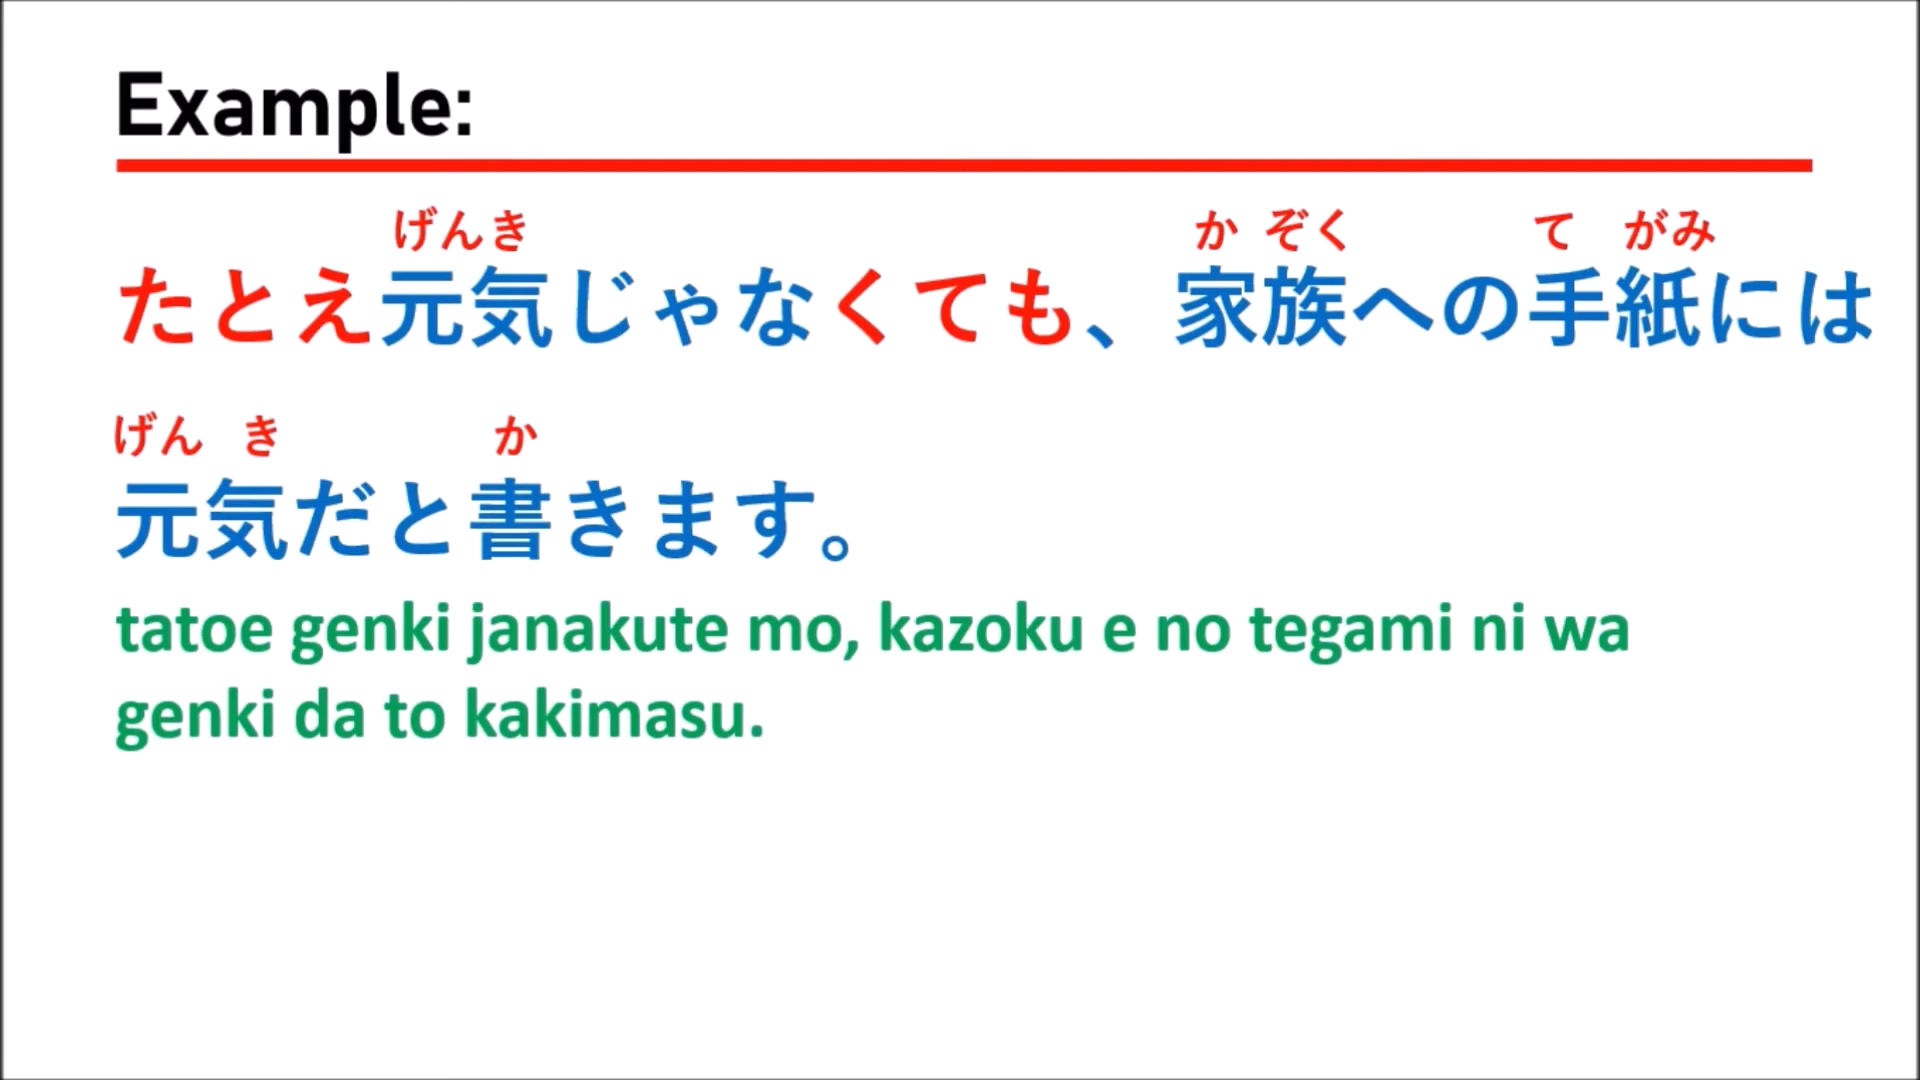 Example:
げんき か ぞく て がみ
たとえ元気じゃなくても、家族への手紙には
げん き か
元気だと書きます。
tatoe genki janakute mo, kazoku e no tegami ni wa
genki da to kakimasu.